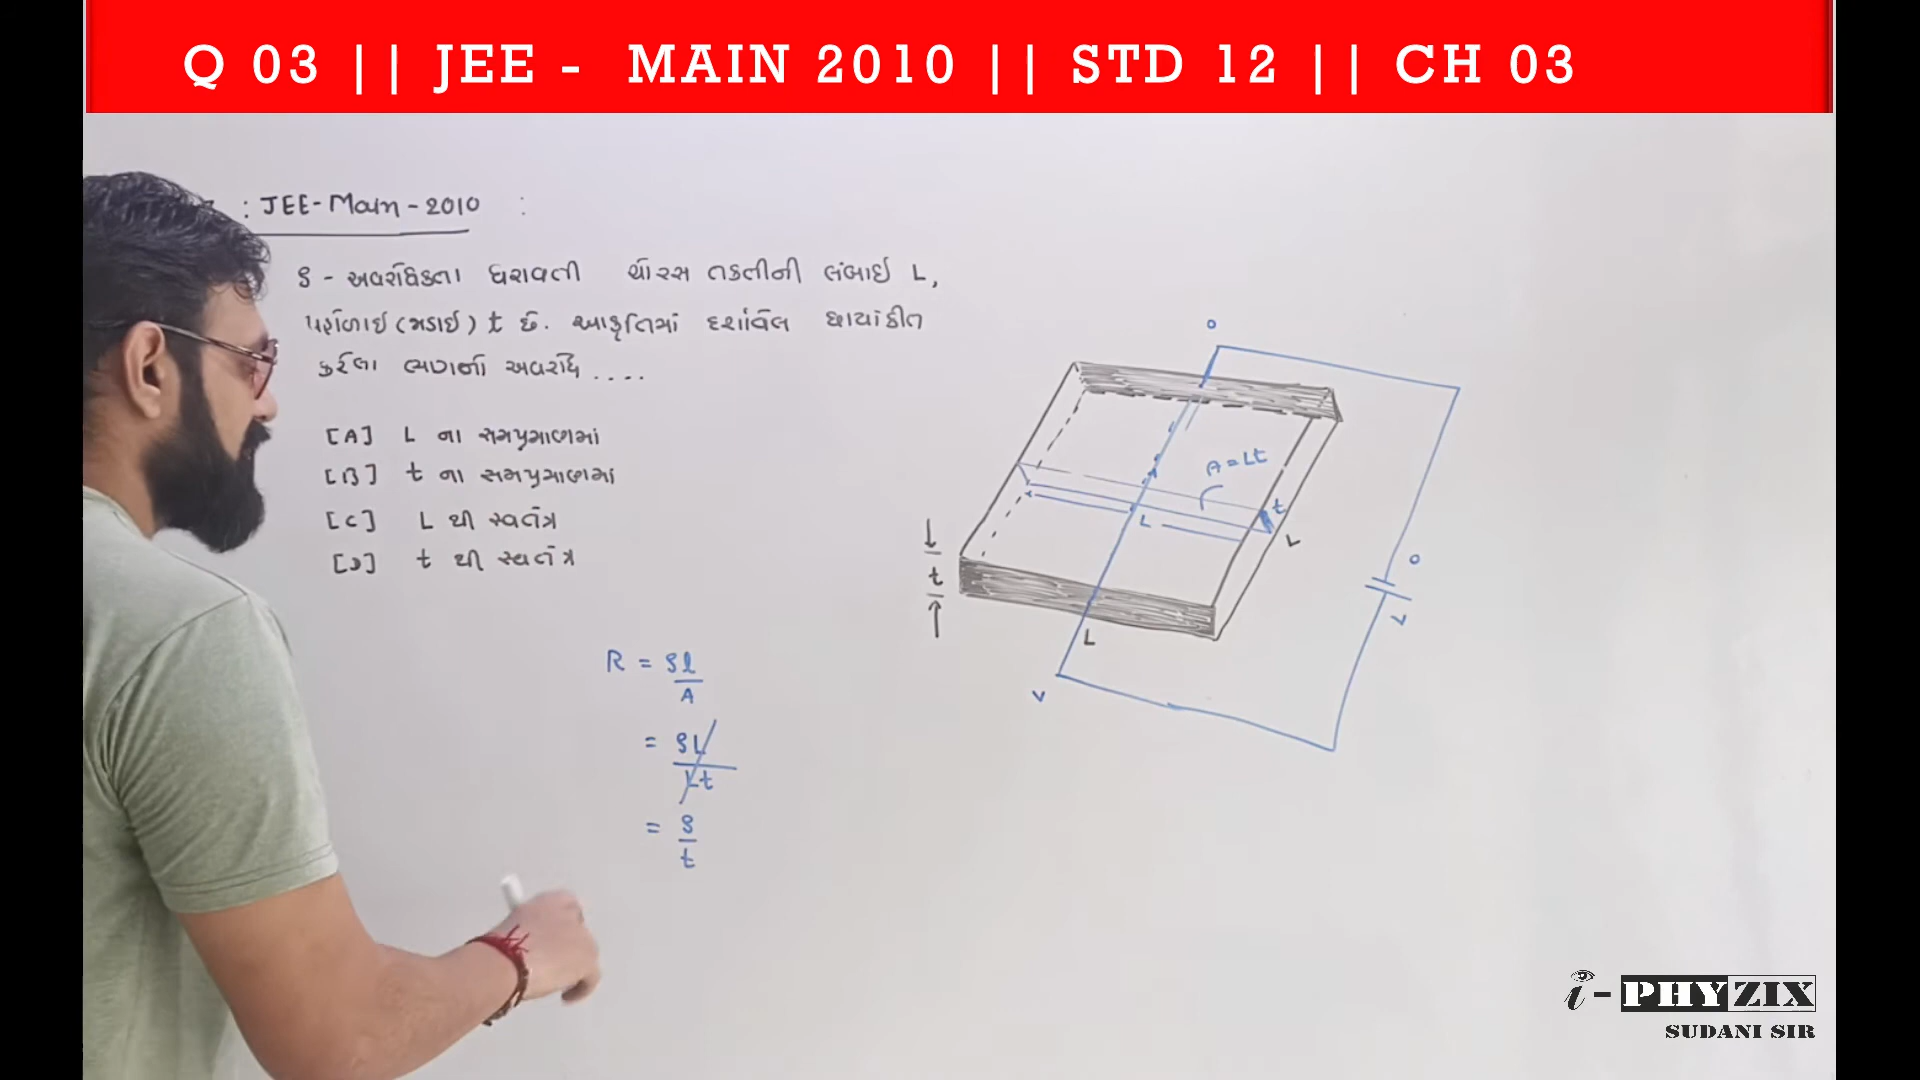 Q 03 || JEE - MAIN 2010 || STD 12 || CH 03
: JEE-Main-2010 :
ρ - અવરોધકતા ધરાવતી ચોરસ તકતીની લંબાઈ L,
પહોળાઈ (જાડાઈ) t છે. આકૃતિમાં દર્શાવેલ છાયાંકીત
કરેલા ભાગનો અવરોધ ....
[A] L ના સમપ્રમાણમાં
[B] t ના સમપ્રમાણમાં
[C] L થી સ્વતંત્ર
[D] t થી સ્વતંત્ર
R = ρl
A
= ρL
Lt
= ρ
t
0
A = Lt
t
L
L
t
L
0
V
V
i-PHYZIX
SUDANI SIR